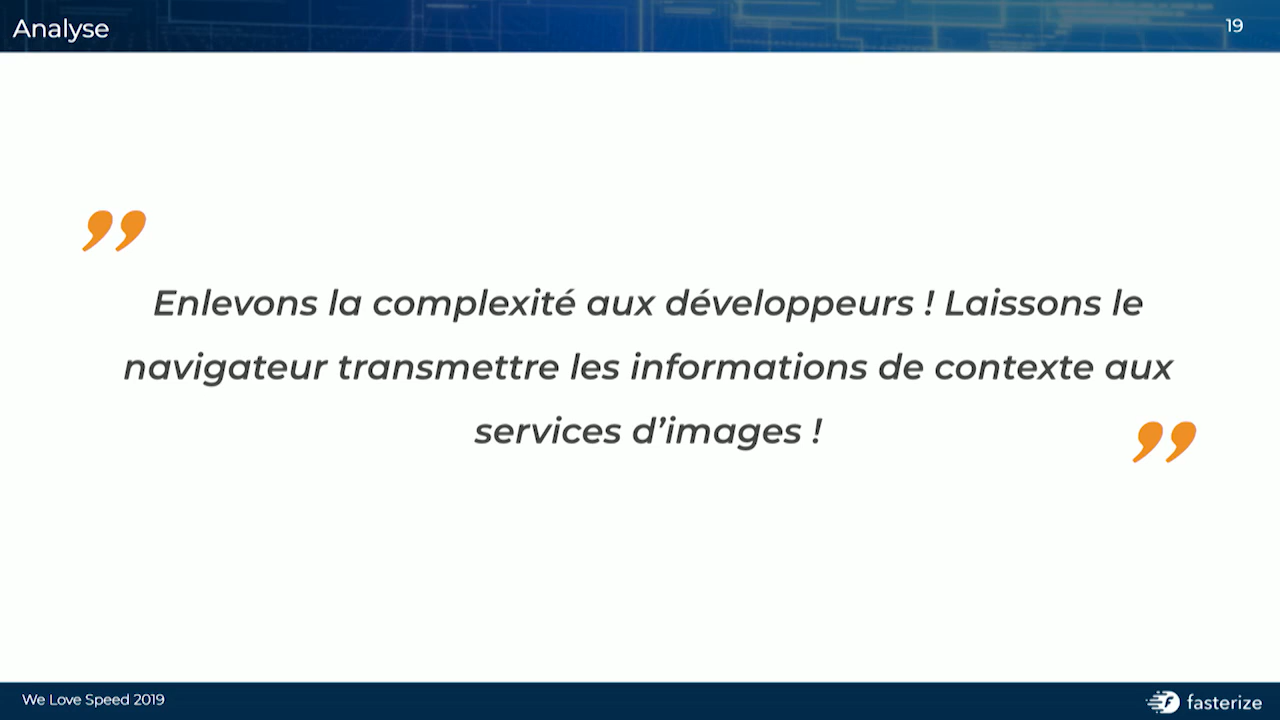 Analyse
19
”
Enlevons la complexité aux développeurs ! Laissons le
navigateur transmettre les informations de contexte aux
services d’images !
”
We Love Speed 2019
fasterize